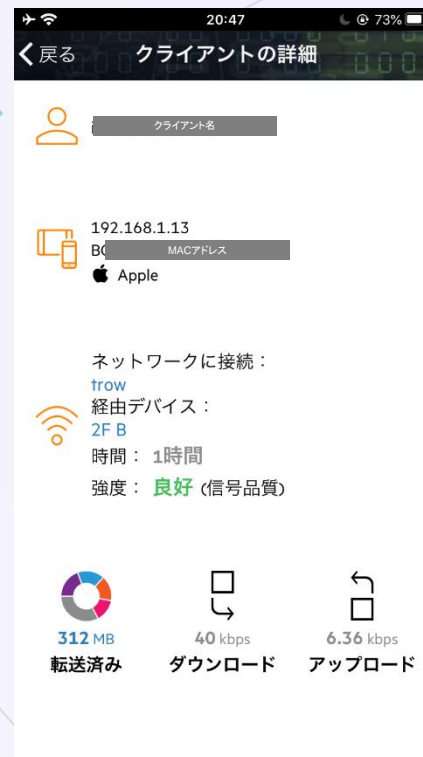 20:47
73%
戻る クライアントの詳細
クライアント名
192.168.1.13
MACアドレス
Apple
ネットワークに接続：
trow
経由デバイス：
2F B
時間： 1時間
強度： 良好 (信号品質)
312 MB 40 kbps 6.36 kbps
転送済み ダウンロード アップロード